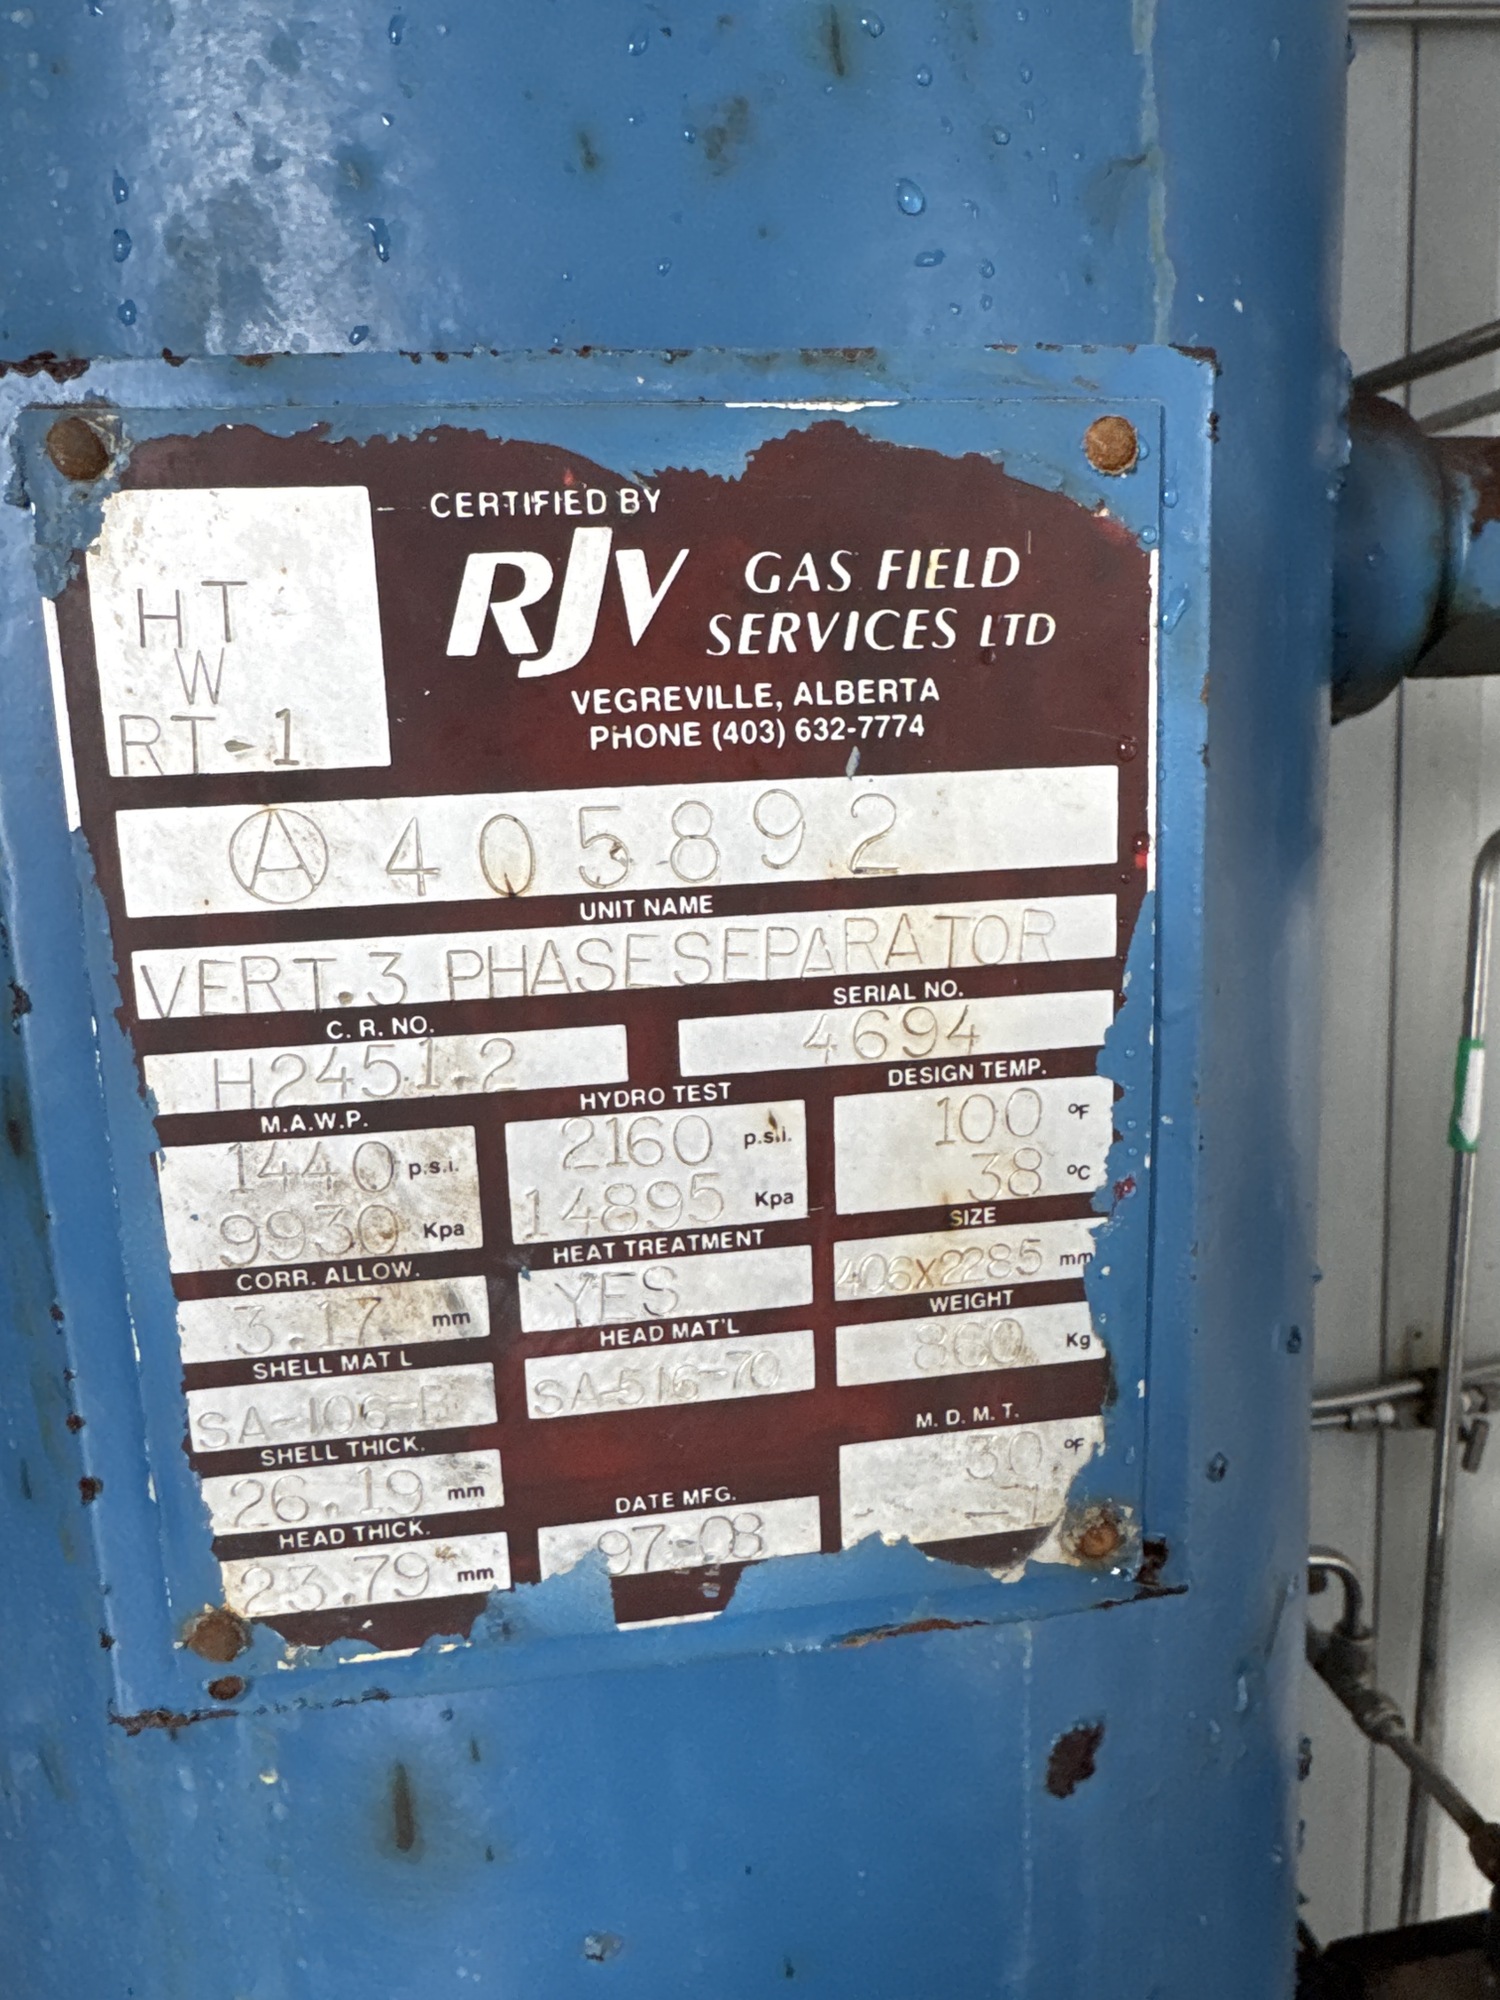 CERTIFIED BY
RJV GAS FIELD
SERVICES LTD
VEGREVILLE, ALBERTA
PHONE (403) 632-7774
HT
W
RT-1
Ⓐ 405892
UNIT NAME
VERT. 3 PHASE SEPARATOR
C. R. NO.
H2451.2
SERIAL NO.
4694
M.A.W.P.
1440 p.s.i.
9930 Kpa
HYDRO TEST
2160 p.s.i.
14895 Kpa
DESIGN TEMP.
100 °F
38 °C
CORR. ALLOW.
3.17 mm
HEAT TREATMENT
YES
SIZE
406X2285 mm
SHELL MAT L
HEAD MAT'L
SA-516-70
WEIGHT
860 Kg
SHELL THICK.
26.19 mm
HEAD THICK.
23.79 mm
DATE MFG.
97-08
M. D. M. T.
30 °F